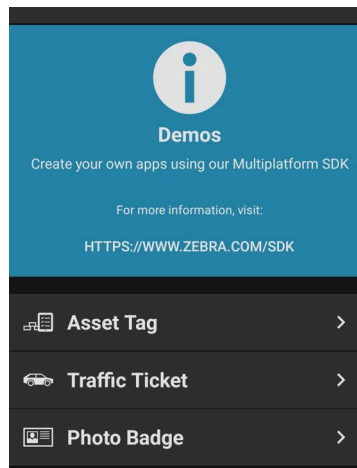 Demos
Create your own apps using our Multiplatform SDK
For more information, visit:
HTTPS://WWW.ZEBRA.COM/SDK
Asset Tag
Traffic Ticket
Photo Badge